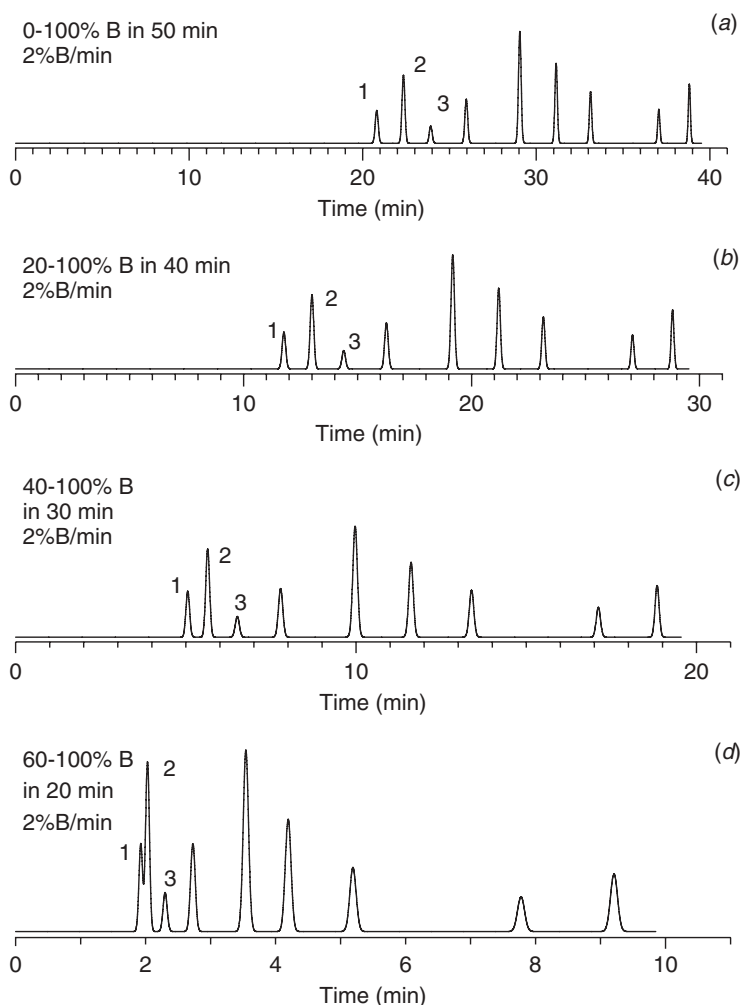 0-100% B in 50 min
2%B/min
(a)
1
2
3
0 10 20 30 40
Time (min)
20-100% B in 40 min
2%B/min
(b)
1
2
3
0 10 20 30
Time (min)
40-100% B
in 30 min
2%B/min
(c)
1
2
3
0 10 20
Time (min)
60-100% B
in 20 min
2%B/min
(d)
1
2
3
0 2 4 6 8 10
Time (min)